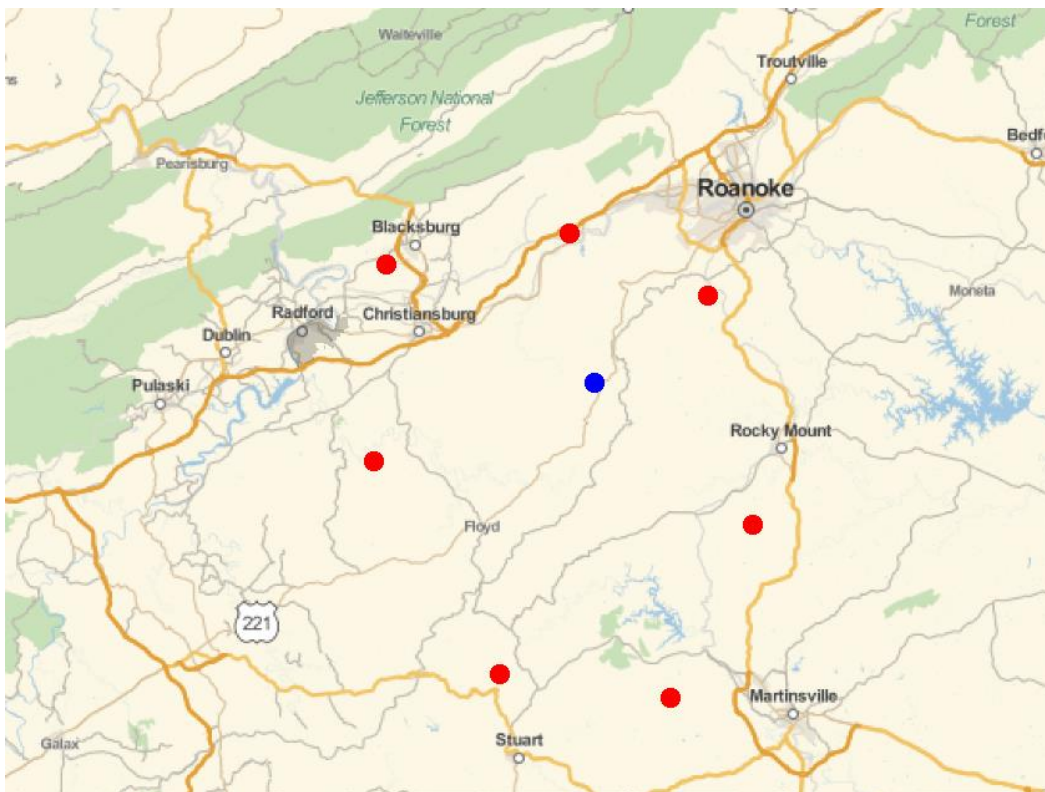 Waiteville
Forest
Troutville
Jefferson National
Forest
Pearisburg
Roanoke
Blacksburg
Moneta
Radford
Christiansburg
Dublin
Pulaski
Rocky Mount
Floyd
221
Martinsville
Stuart
Galax